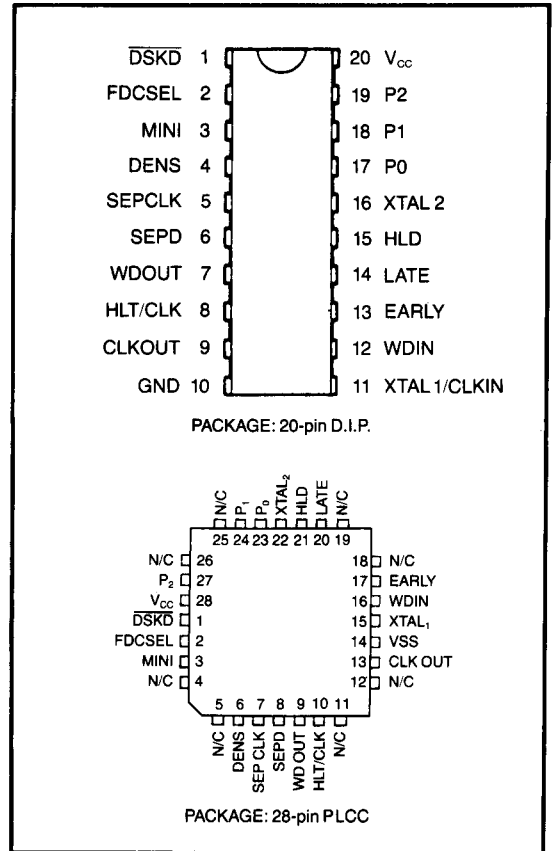 DSKD 1 20 VCC
FDCSEL 2 19 P2
MINI 3 18 P1
DENS 4 17 P0
SEPCLK 5 16 XTAL 2
SEPD 6 15 HLD
WDOUT 7 14 LATE
HLT/CLK 8 13 EARLY
CLKOUT 9 12 WDIN
GND 10 11 XTAL 1/CLKIN
PACKAGE: 20-pin D.I.P.
N/C P1 P0 XTAL2 HLD LATE N/C
25 24 23 22 21 20 19
N/C 26 18 N/C
P2 27 17 EARLY
VCC 28 16 WDIN
DSKD 1 15 XTAL1
FDCSEL 2 14 VSS
MINI 3 13 CLK OUT
N/C 4 12 N/C
5 6 7 8 9 10 11
N/C DENS SEP CLK SEPD WD OUT HLT/CLK N/C
PACKAGE: 28-pin PLCC